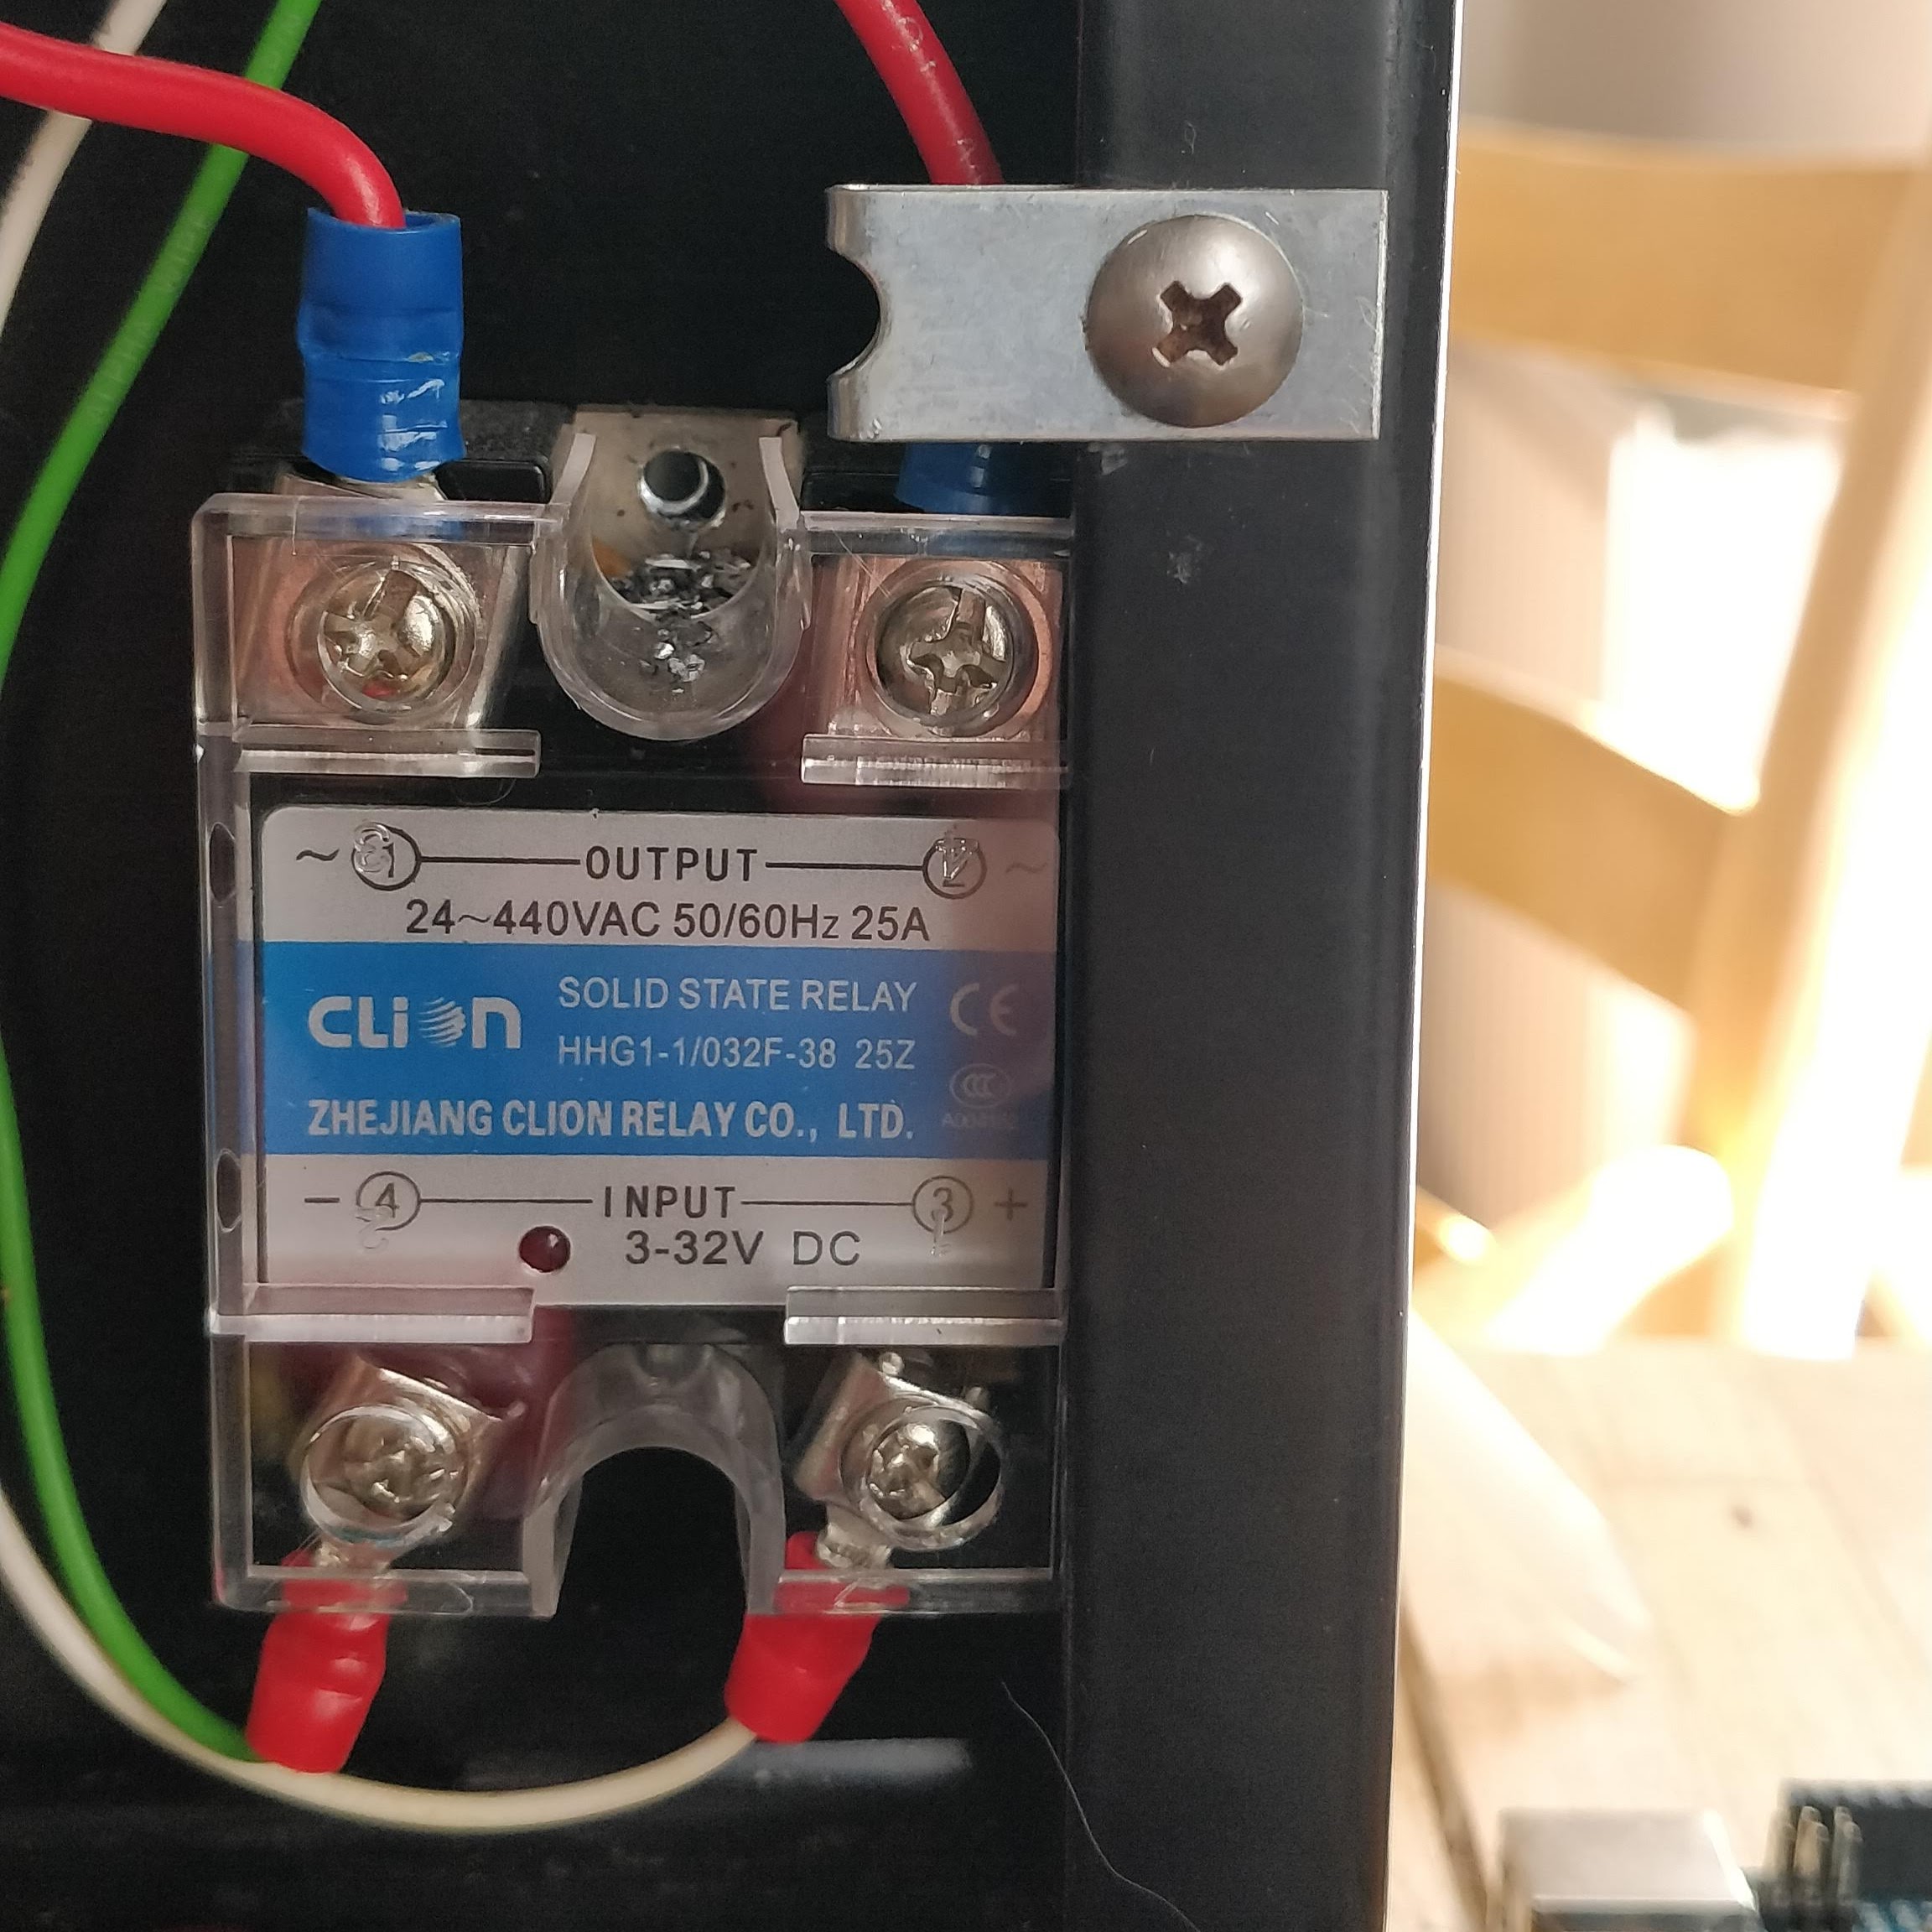 ~ 1 OUTPUT 2 ~
24~440VAC 50/60Hz 25A
CLION
SOLID STATE RELAY
CE
HHG1-1/032F-38 25Z
CCC
ZHEJIANG CLION RELAY CO., LTD.
- 4 INPUT 3 +
3-32V DC